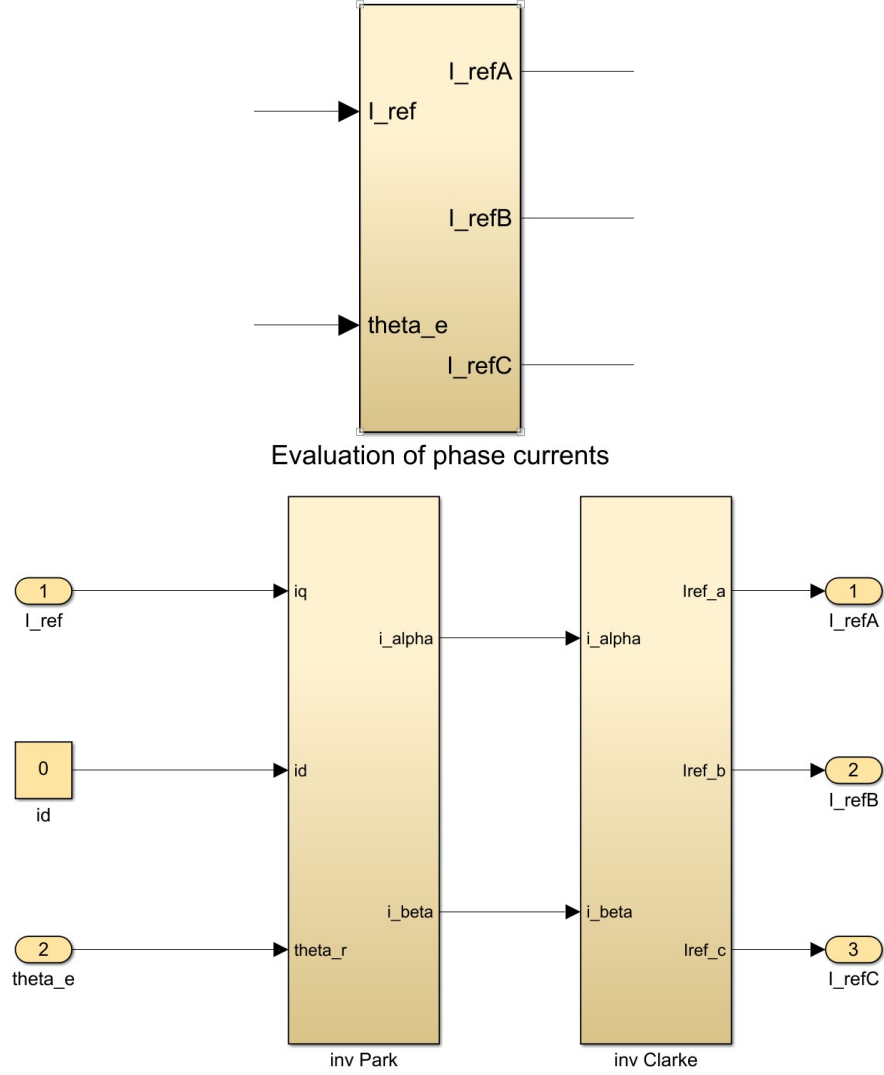 I_refA
I_ref
I_refB
theta_e
I_refC
Evaluation of phase currents
1
I_ref
iq
Iref_a
1
I_refA
i_alpha
i_alpha
0
id
id
Iref_b
2
I_refB
i_beta
i_beta
2
theta_e
theta_r
Iref_c
3
I_refC
inv Park
inv Clarke